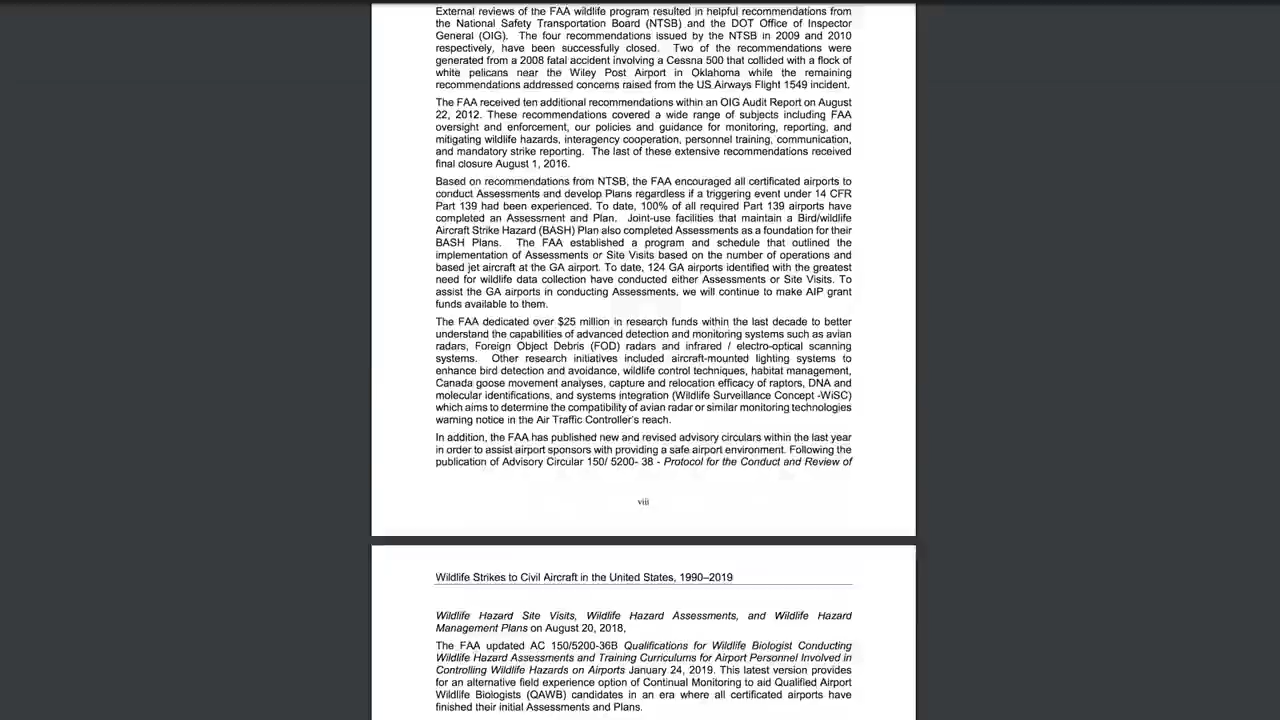 External reviews of the FAA wildlife program resulted in helpful recommendations from
the National Safety Transportation Board (NTSB) and the DOT Office of Inspector
General (OIG). The four recommendations issued by the NTSB in 2009 and 2010
respectively, have been successfully closed. Two of the recommendations were
generated from a 2008 fatal accident involving a Cessna 500 that collided with a flock of
white pelicans near the Wiley Post Airport in Oklahoma while the remaining
recommendations addressed concerns raised from the US Airways Flight 1549 incident.
The FAA received ten additional recommendations within an OIG Audit Report on August
22, 2012. These recommendations covered a wide range of subjects including FAA
oversight and enforcement, our policies and guidance for monitoring, reporting, and
mitigating wildlife hazards, interagency cooperation, personnel training, communication,
and mandatory strike reporting. The last of these extensive recommendations received
final closure August 1, 2016.
Based on recommendations from NTSB, the FAA encouraged all certificated airports to
conduct Assessments and develop Plans regardless if a triggering event under 14 CFR
Part 139 had been experienced. To date, 100% of all required Part 139 airports have
completed an Assessment and Plan. Joint-use facilities that maintain a Bird/wildlife
Aircraft Strike Hazard (BASH) Plan also completed Assessments as a foundation for their
BASH Plans. The FAA established a program and schedule that outlined the
implementation of Assessments or Site Visits based on the number of operations and
based jet aircraft at the GA airport. To date, 124 GA airports identified with the greatest
need for wildlife data collection have conducted either Assessments or Site Visits. To
assist the GA airports in conducting Assessments, we will continue to make AIP grant
funds available to them.
The FAA dedicated over $25 million in research funds within the last decade to better
understand the capabilities of advanced detection and monitoring systems such as avian
radars, Foreign Object Debris (FOD) radars and infrared / electro-optical scanning
systems. Other research initiatives included aircraft-mounted lighting systems to
enhance bird detection and avoidance, wildlife control techniques, habitat management,
Canada goose movement analyses, capture and relocation efficacy of raptors, DNA and
molecular identifications, and systems integration (Wildlife Surveillance Concept -WiSC)
which aims to determine the compatibility of avian radar or similar monitoring technologies
warning notice in the Air Traffic Controller's reach.
In addition, the FAA has published new and revised advisory circulars within the last year
in order to assist airport sponsors with providing a safe airport environment. Following the
publication of Advisory Circular 150/ 5200- 38 - Protocol for the Conduct and Review of
viii
Wildlife Strikes to Civil Aircraft in the United States, 1990–2019
Wildlife Hazard Site Visits, Wildlife Hazard Assessments, and Wildlife Hazard
Management Plans on August 20, 2018,
The FAA updated AC 150/5200-36B Qualifications for Wildlife Biologist Conducting
Wildlife Hazard Assessments and Training Curriculums for Airport Personnel Involved in
Controlling Wildlife Hazards on Airports January 24, 2019. This latest version provides
for an alternative field experience option of Continual Monitoring to aid Qualified Airport
Wildlife Biologists (QAWB) candidates in an era where all certificated airports have
finished their initial Assessments and Plans.